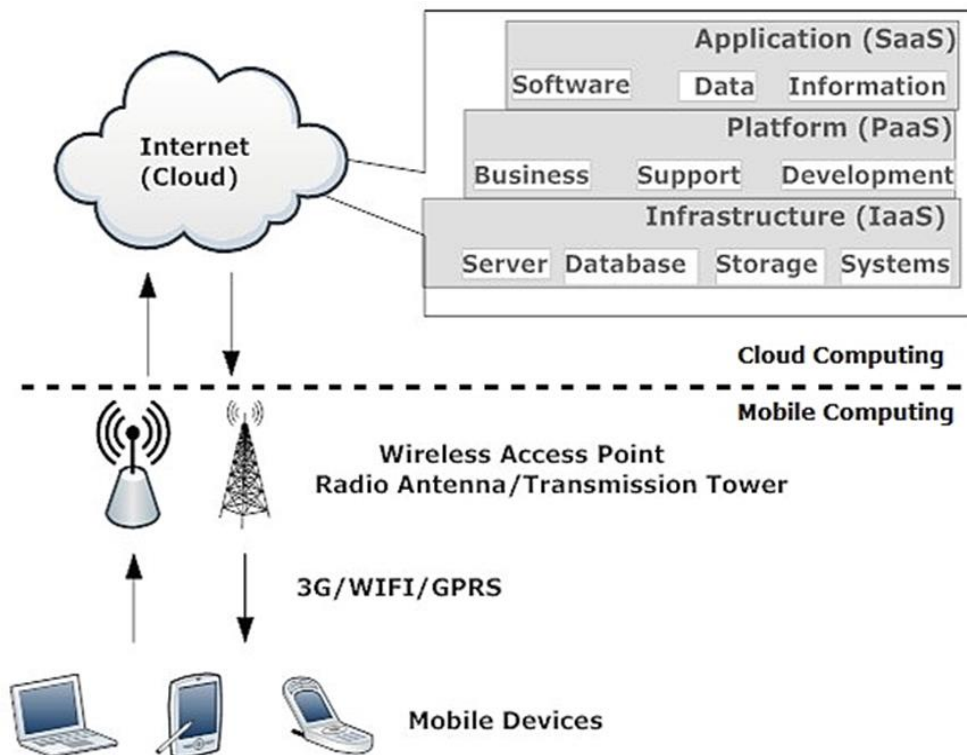 Application (SaaS)
Software Data Information
Platform (PaaS)
Business Support Development
Infrastructure (IaaS)
Server Database Storage Systems
Internet
(Cloud)
Cloud Computing
Mobile Computing
Wireless Access Point
Radio Antenna/Transmission Tower
3G/WIFI/GPRS
Mobile Devices